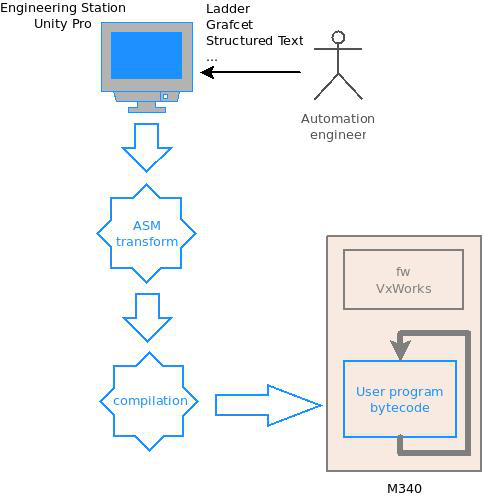 Engineering Station
Unity Pro
Ladder
Grafcet
Structured Text
...
Automation
engineer
ASM
transform
compilation
fw
VxWorks
User program
bytecode
M340